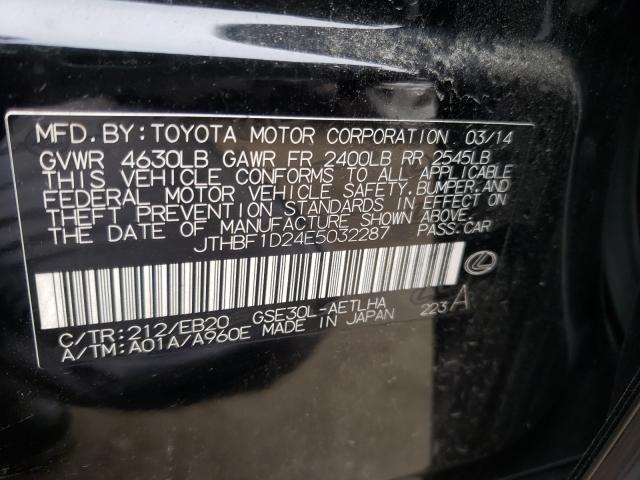 MFD. BY: TOYOTA MOTOR CORPORATION 03/14
GVWR 4630LB GAWR FR 2400LB RR 2545LB
THIS VEHICLE CONFORMS TO ALL APPLICABLE
FEDERAL MOTOR VEHICLE SAFETY, BUMPER, AND
THEFT PREVENTION STANDARDS IN EFFECT ON
THE DATE OF MANUFACTURE SHOWN ABOVE.
JTHBF1D24E5032287 PASS. CAR
C/TR: 212/EB20 GSE30L-AETLHA
A/TM: A01A/A960E MADE IN JAPAN 223 A